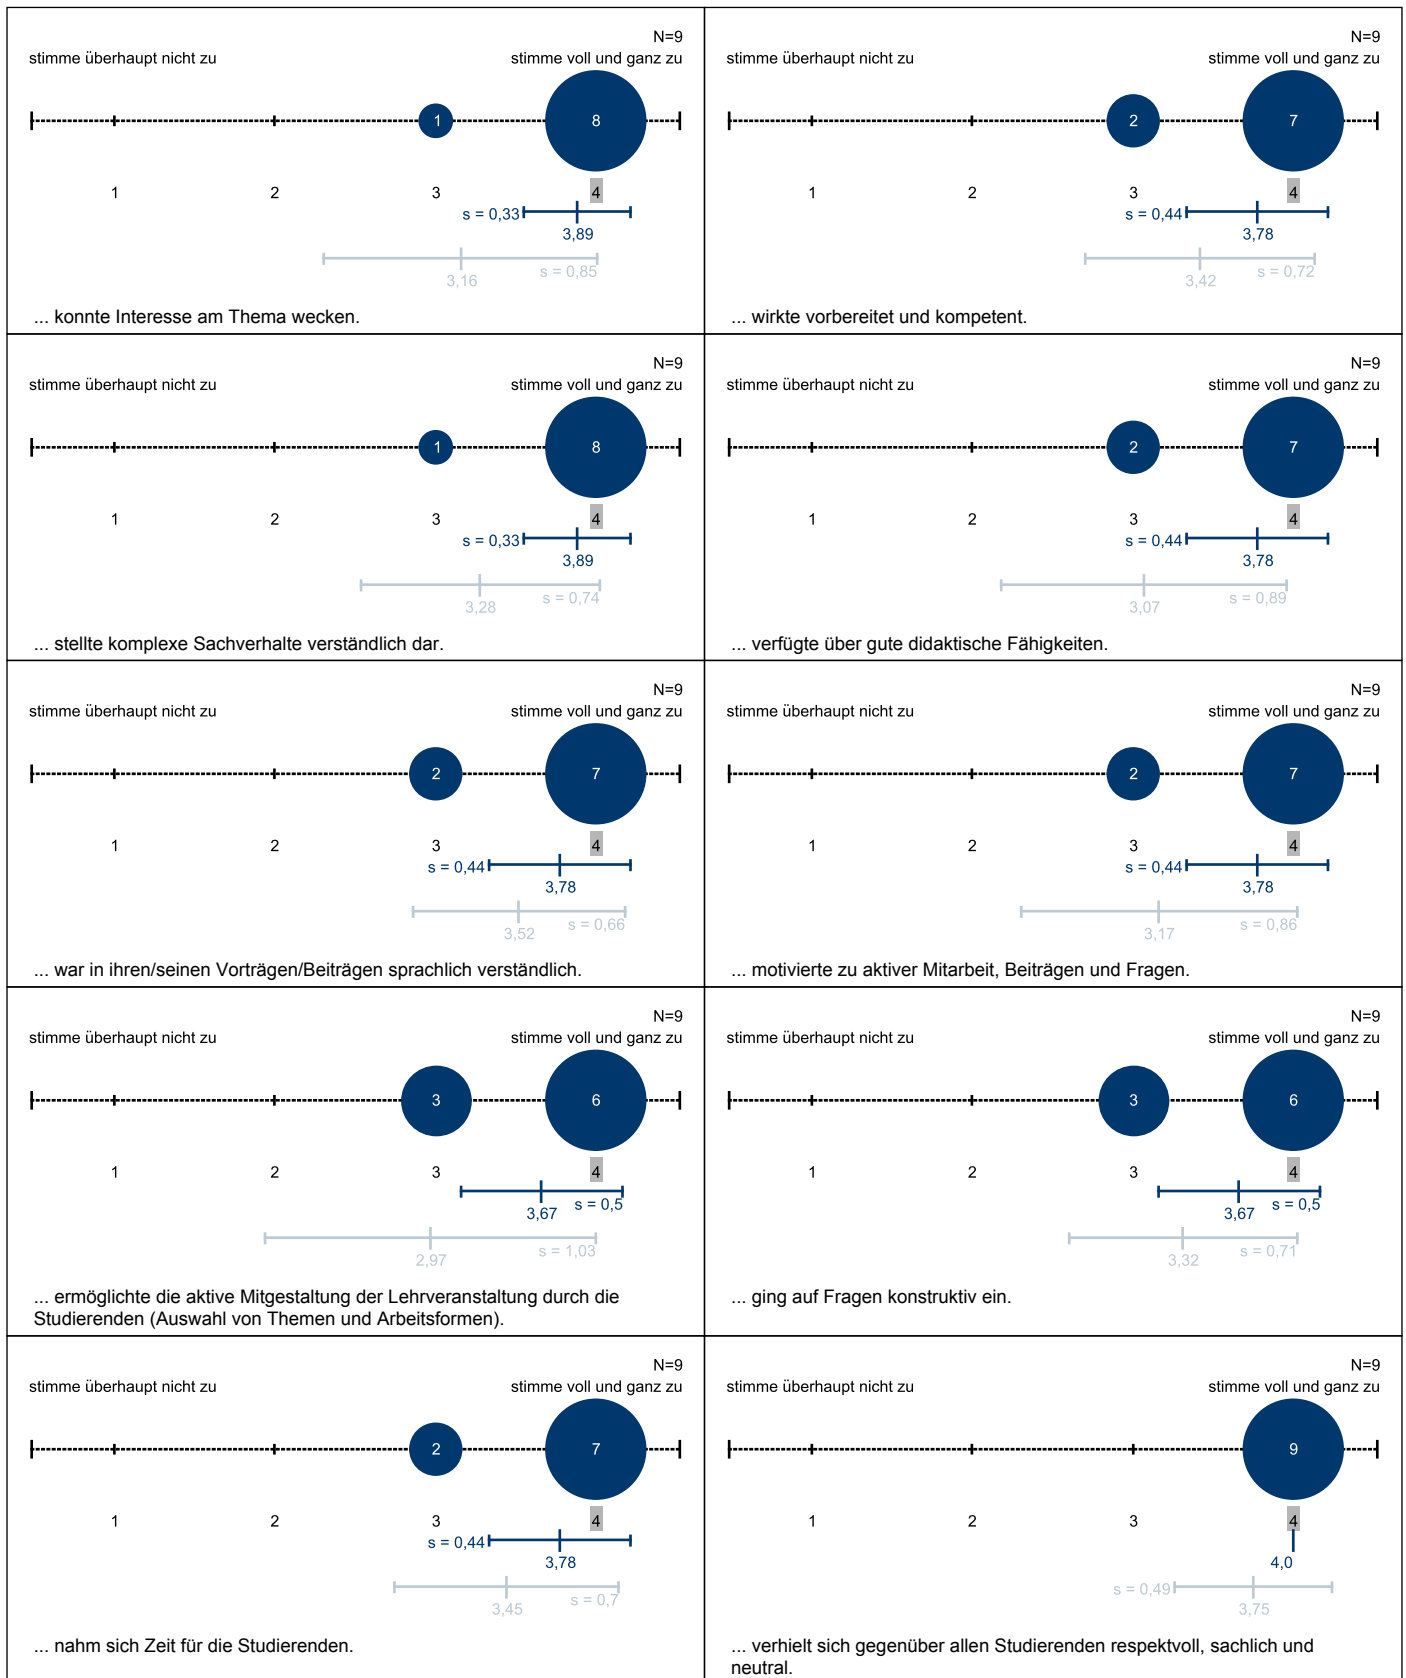 N=9
stimme überhaupt nicht zu stimme voll und ganz zu
1 8
1 2 3 4
s = 0,33
3,89
s = 0,85
3,16
... konnte Interesse am Thema wecken.
N=9
stimme überhaupt nicht zu stimme voll und ganz zu
2 7
1 2 3 4
s = 0,44
3,78
s = 0,72
3,42
... wirkte vorbereitet und kompetent.
N=9
stimme überhaupt nicht zu stimme voll und ganz zu
1 8
1 2 3 4
s = 0,33
3,89
s = 0,74
3,28
... stellte komplexe Sachverhalte verständlich dar.
N=9
stimme überhaupt nicht zu stimme voll und ganz zu
2 7
1 2 3 4
s = 0,44
3,78
s = 0,89
3,07
... verfügte über gute didaktische Fähigkeiten.
N=9
stimme überhaupt nicht zu stimme voll und ganz zu
2 7
1 2 3 4
s = 0,44
3,78
s = 0,66
3,52
... war in ihren/seinen Vorträgen/Beiträgen sprachlich verständlich.
N=9
stimme überhaupt nicht zu stimme voll und ganz zu
2 7
1 2 3 4
s = 0,44
3,78
s = 0,86
3,17
... motivierte zu aktiver Mitarbeit, Beiträgen und Fragen.
N=9
stimme überhaupt nicht zu stimme voll und ganz zu
3 6
1 2 3 4
s = 0,5
3,67
s = 1,03
2,97
... ermöglichte die aktive Mitgestaltung der Lehrveranstaltung durch die
Studierenden (Auswahl von Themen und Arbeitsformen).
N=9
stimme überhaupt nicht zu stimme voll und ganz zu
3 6
1 2 3 4
s = 0,5
3,67
s = 0,71
3,32
... ging auf Fragen konstruktiv ein.
N=9
stimme überhaupt nicht zu stimme voll und ganz zu
2 7
1 2 3 4
s = 0,44
3,78
s = 0,7
3,45
... nahm sich Zeit für die Studierenden.
N=9
stimme überhaupt nicht zu stimme voll und ganz zu
9
1 2 3 4
4,0
s = 0,49
3,75
... verhielt sich gegenüber allen Studierenden respektvoll, sachlich und
neutral.